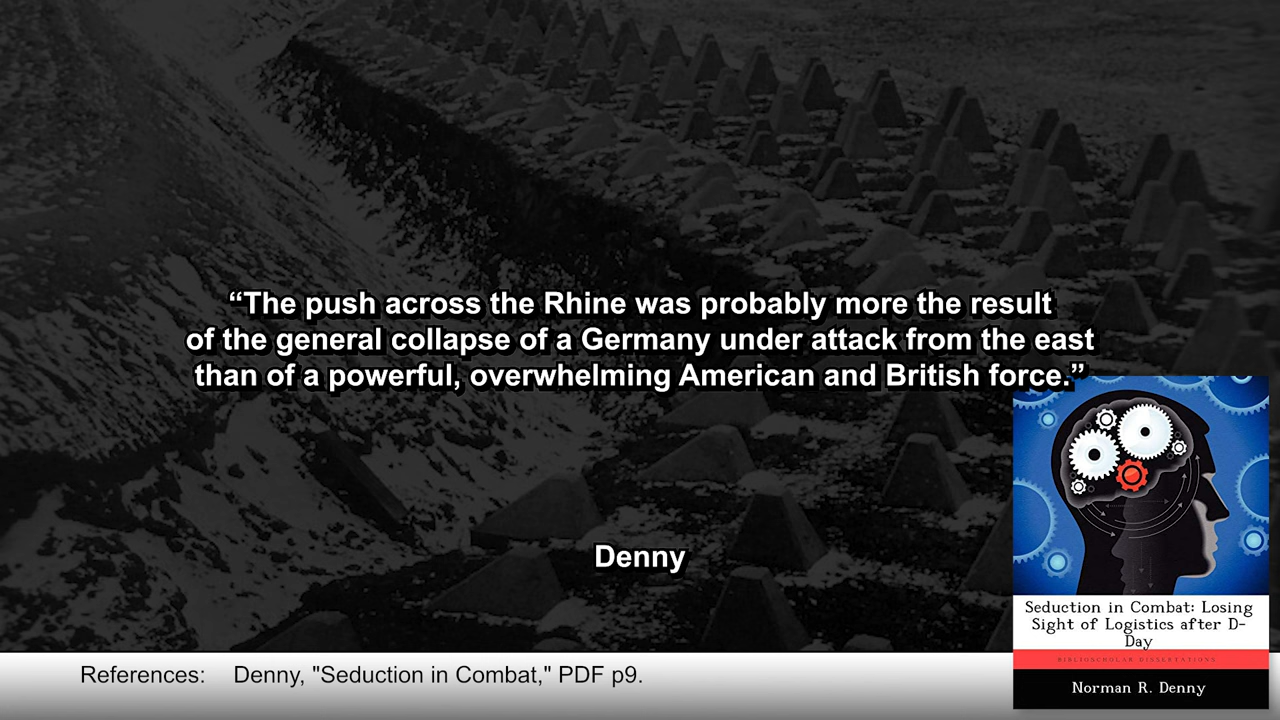 “The push across the Rhine was probably more the result
of the general collapse of a Germany under attack from the east
than of a powerful, overwhelming American and British force.”
Denny
Seduction in Combat: Losing
Sight of Logistics after D-
Day
BIBLIOSCHOLAR DISSERTATIONS
Norman R. Denny
References: Denny, "Seduction in Combat," PDF p9.